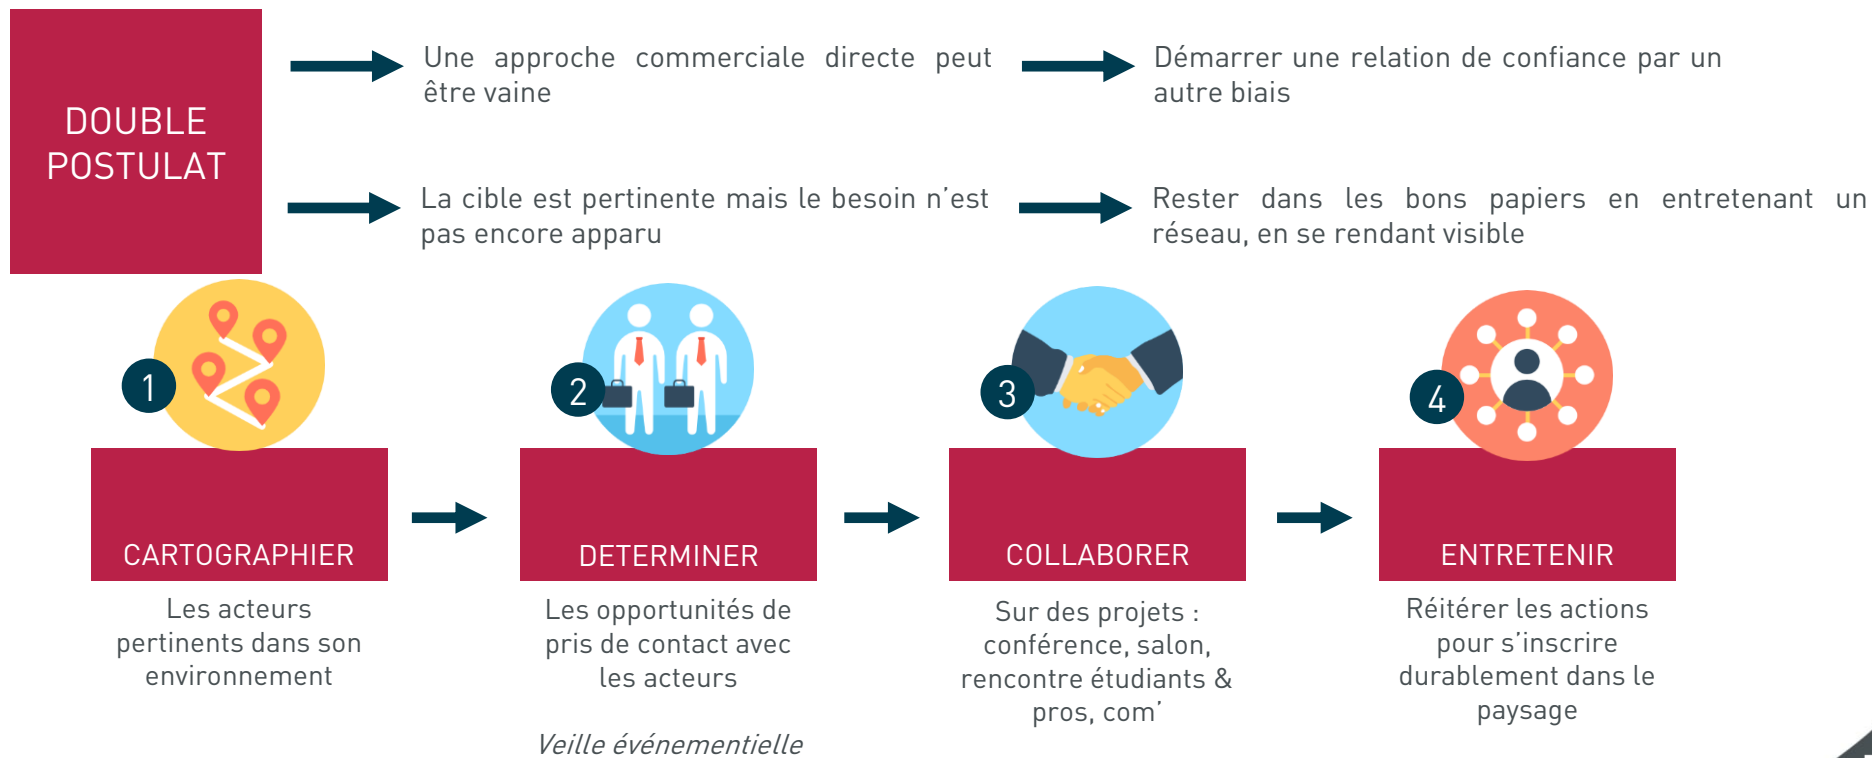 DOUBLE
POSTULAT
Une approche commerciale directe peut
être vaine
Démarrer une relation de confiance par un
autre biais
La cible est pertinente mais le besoin n’est
pas encore apparu
Rester dans les bons papiers en entretenant un
réseau, en se rendant visible
1
CARTOGRAPHIER
Les acteurs
pertinents dans son
environnement
2
DETERMINER
Les opportunités de
pris de contact avec
les acteurs
Veille événementielle
3
COLLABORER
Sur des projets :
conférence, salon,
rencontre étudiants &
pros, com’
4
ENTRETENIR
Réitérer les actions
pour s’inscrire
durablement dans le
paysage